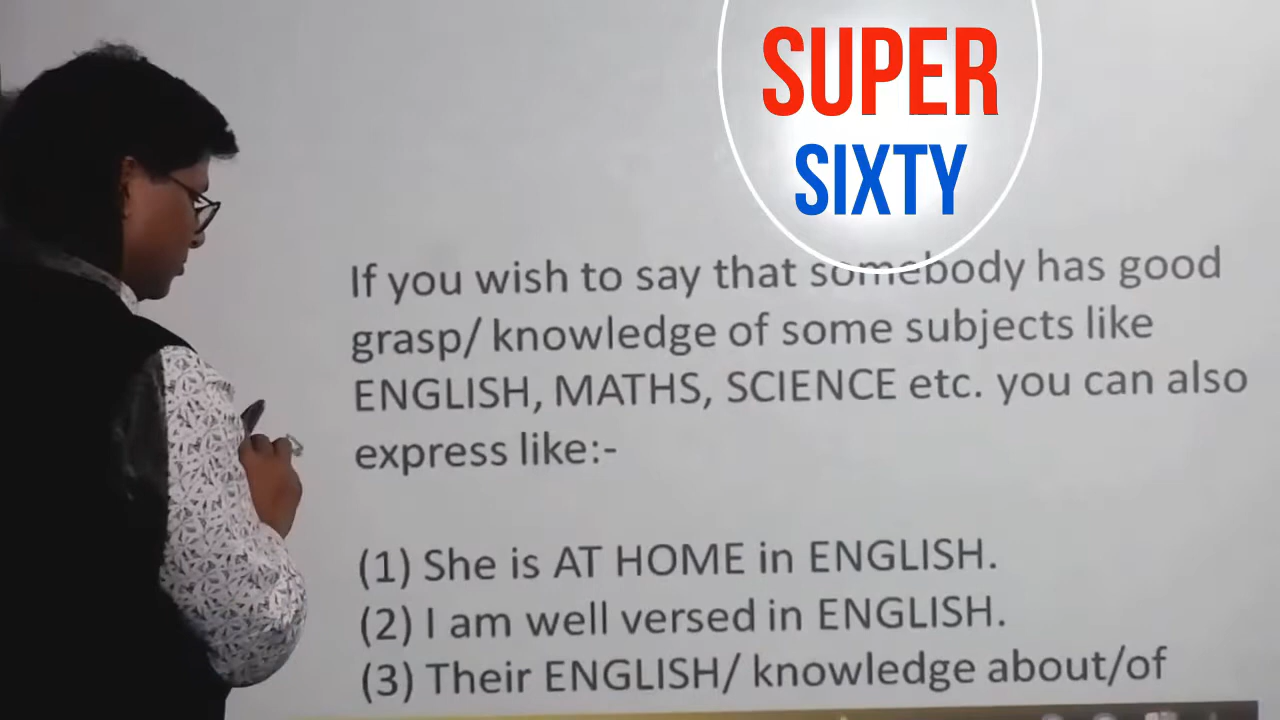 SUPER
SIXTY
If you wish to say that somebody has good
grasp/ knowledge of some subjects like
ENGLISH, MATHS, SCIENCE etc. you can also
express like:-
(1) She is AT HOME in ENGLISH.
(2) I am well versed in ENGLISH.
(3) Their ENGLISH/ knowledge about/of